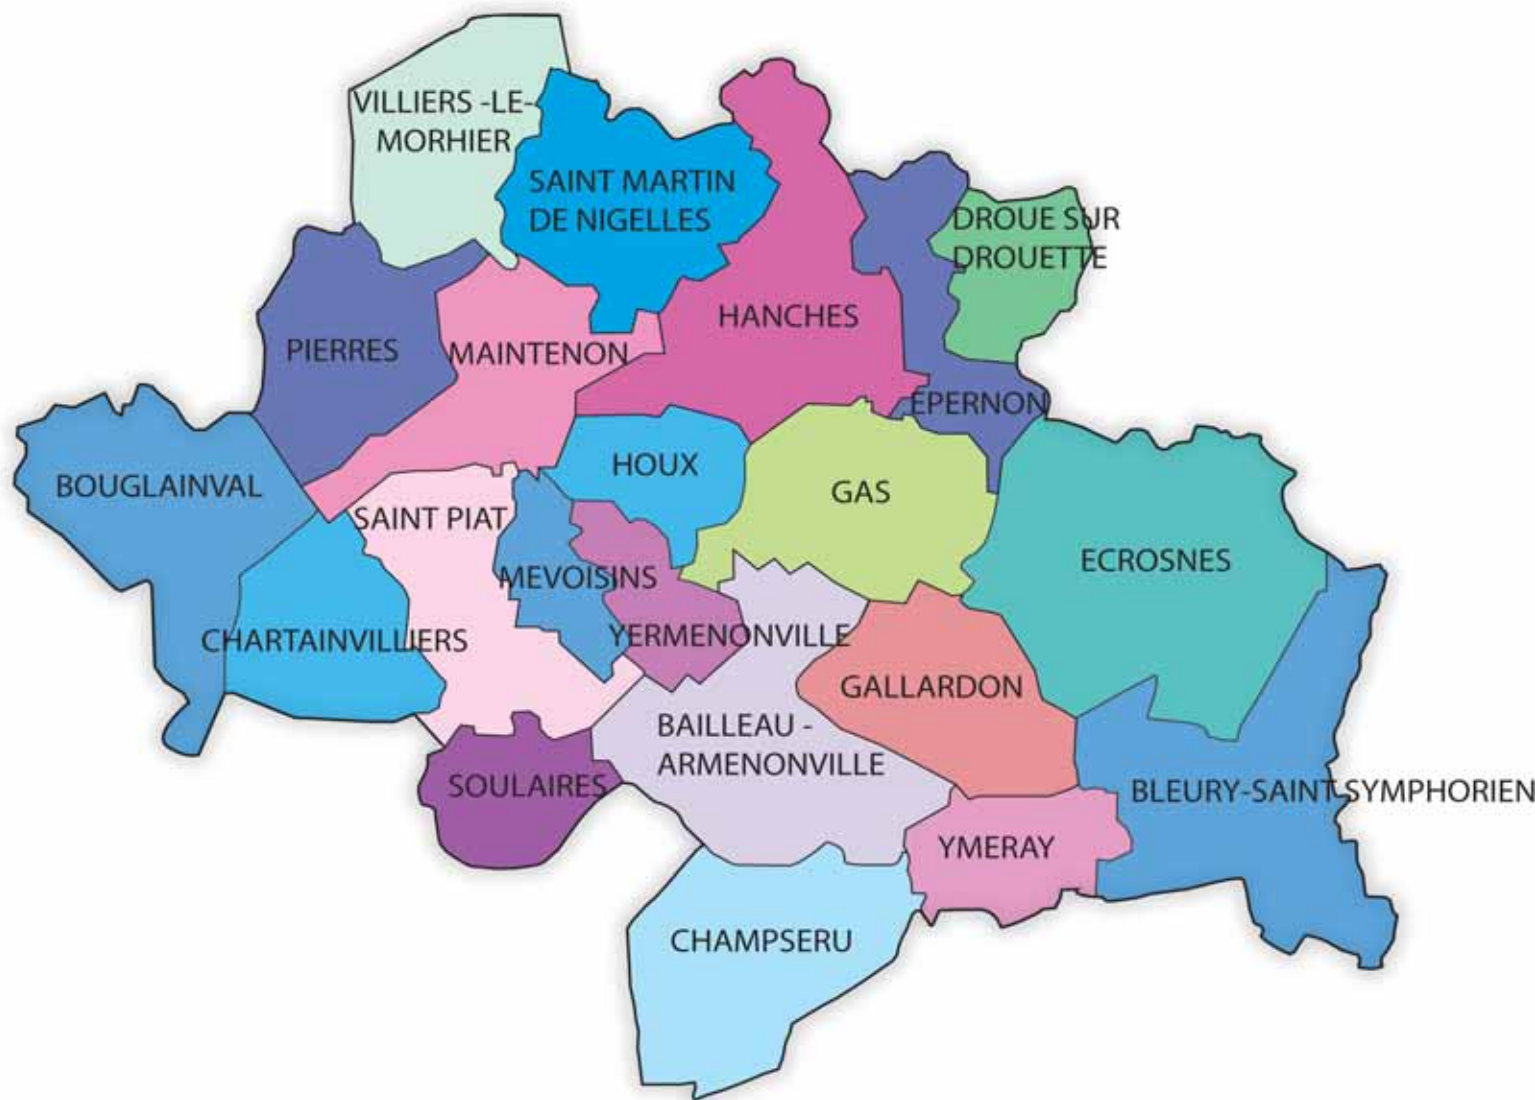 VILLIERS -LE-
MORHIER
SAINT MARTIN
DE NIGELLES
DROUE SUR
DROUETTE
HANCHES
PIERRES
MAINTENON
EPERNON
HOUX
BOUGLAINVAL
GAS
SAINT PIAT
ECROSNES
MEVOISINS
YERMENONVILLE
CHARTAINVILLIERS
GALLARDON
BAILLEAU -
ARMENONVILLE
SOULAIRES
BLEURY-SAINT SYMPHORIEN
YMERAY
CHAMPSERU